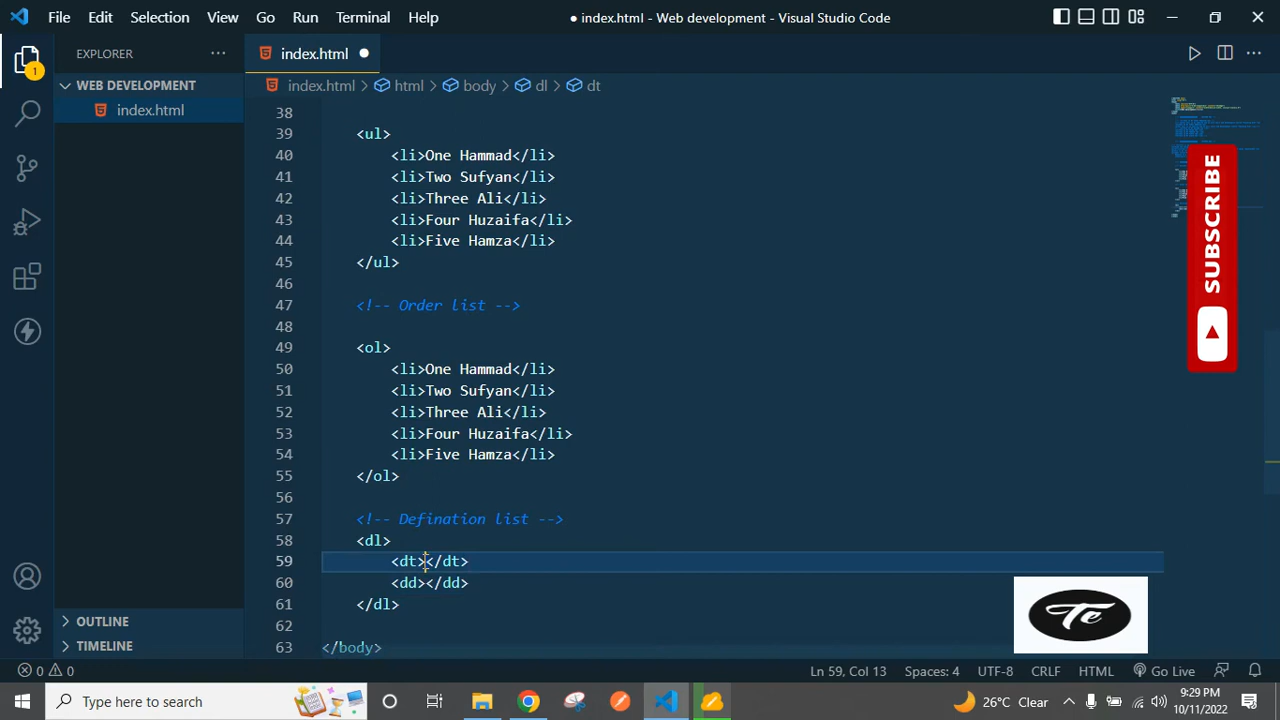 File Edit Selection View Go Run Terminal Help
● index.html - Web development - Visual Studio Code
EXPLORER
index.html
WEB DEVELOPMENT
index.html
index.html > html > body > dl > dt
1
38
39 <ul>
40 <li>One Hammad</li>
41 <li>Two Sufyan</li>
42 <li>Three Ali</li>
43 <li>Four Huzaifa</li>
44 <li>Five Hamza</li>
45 </ul>
46
47 <!-- Order list -->
48
49 <ol>
50 <li>One Hammad</li>
51 <li>Two Sufyan</li>
52 <li>Three Ali</li>
53 <li>Four Huzaifa</li>
54 <li>Five Hamza</li>
55 </ol>
56
57 <!-- Defination list -->
58 <dl>
59 <dt></dt>
60 <dd></dd>
61 </dl>
62
63 </body>
SUBSCRIBE
Te
OUTLINE
TIMELINE
0 0
Ln 59, Col 13 Spaces: 4 UTF-8 CRLF HTML Go Live
Type here to search
26°C Clear
9:29 PM
10/11/2022